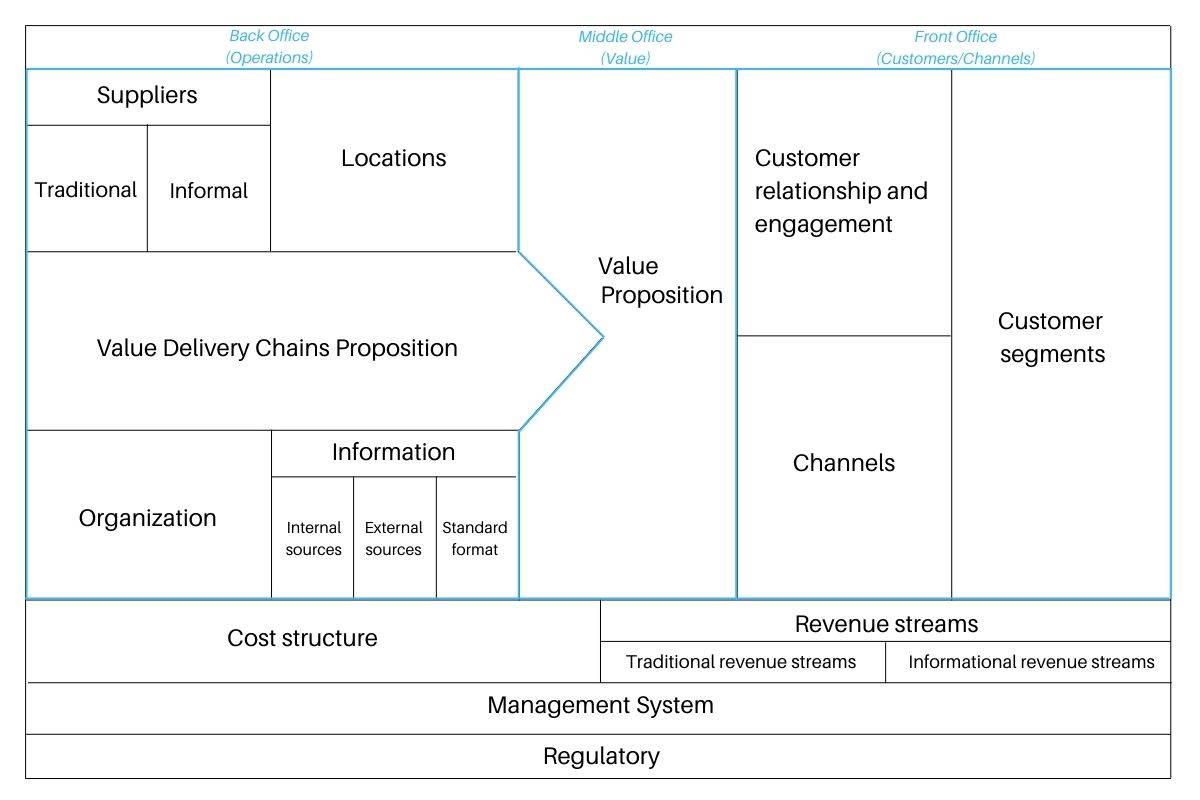 Back Office
(Operations)
Middle Office
(Value)
Front Office
(Customers/Channels)
Suppliers
Traditional
Informal
Locations
Value Delivery Chains Proposition
Organization
Information
Internal
sources
External
sources
Standard
format
Value
Proposition
Customer
relationship and
engagement
Channels
Customer
segments
Cost structure
Revenue streams
Traditional revenue streams
Informational revenue streams
Management System
Regulatory